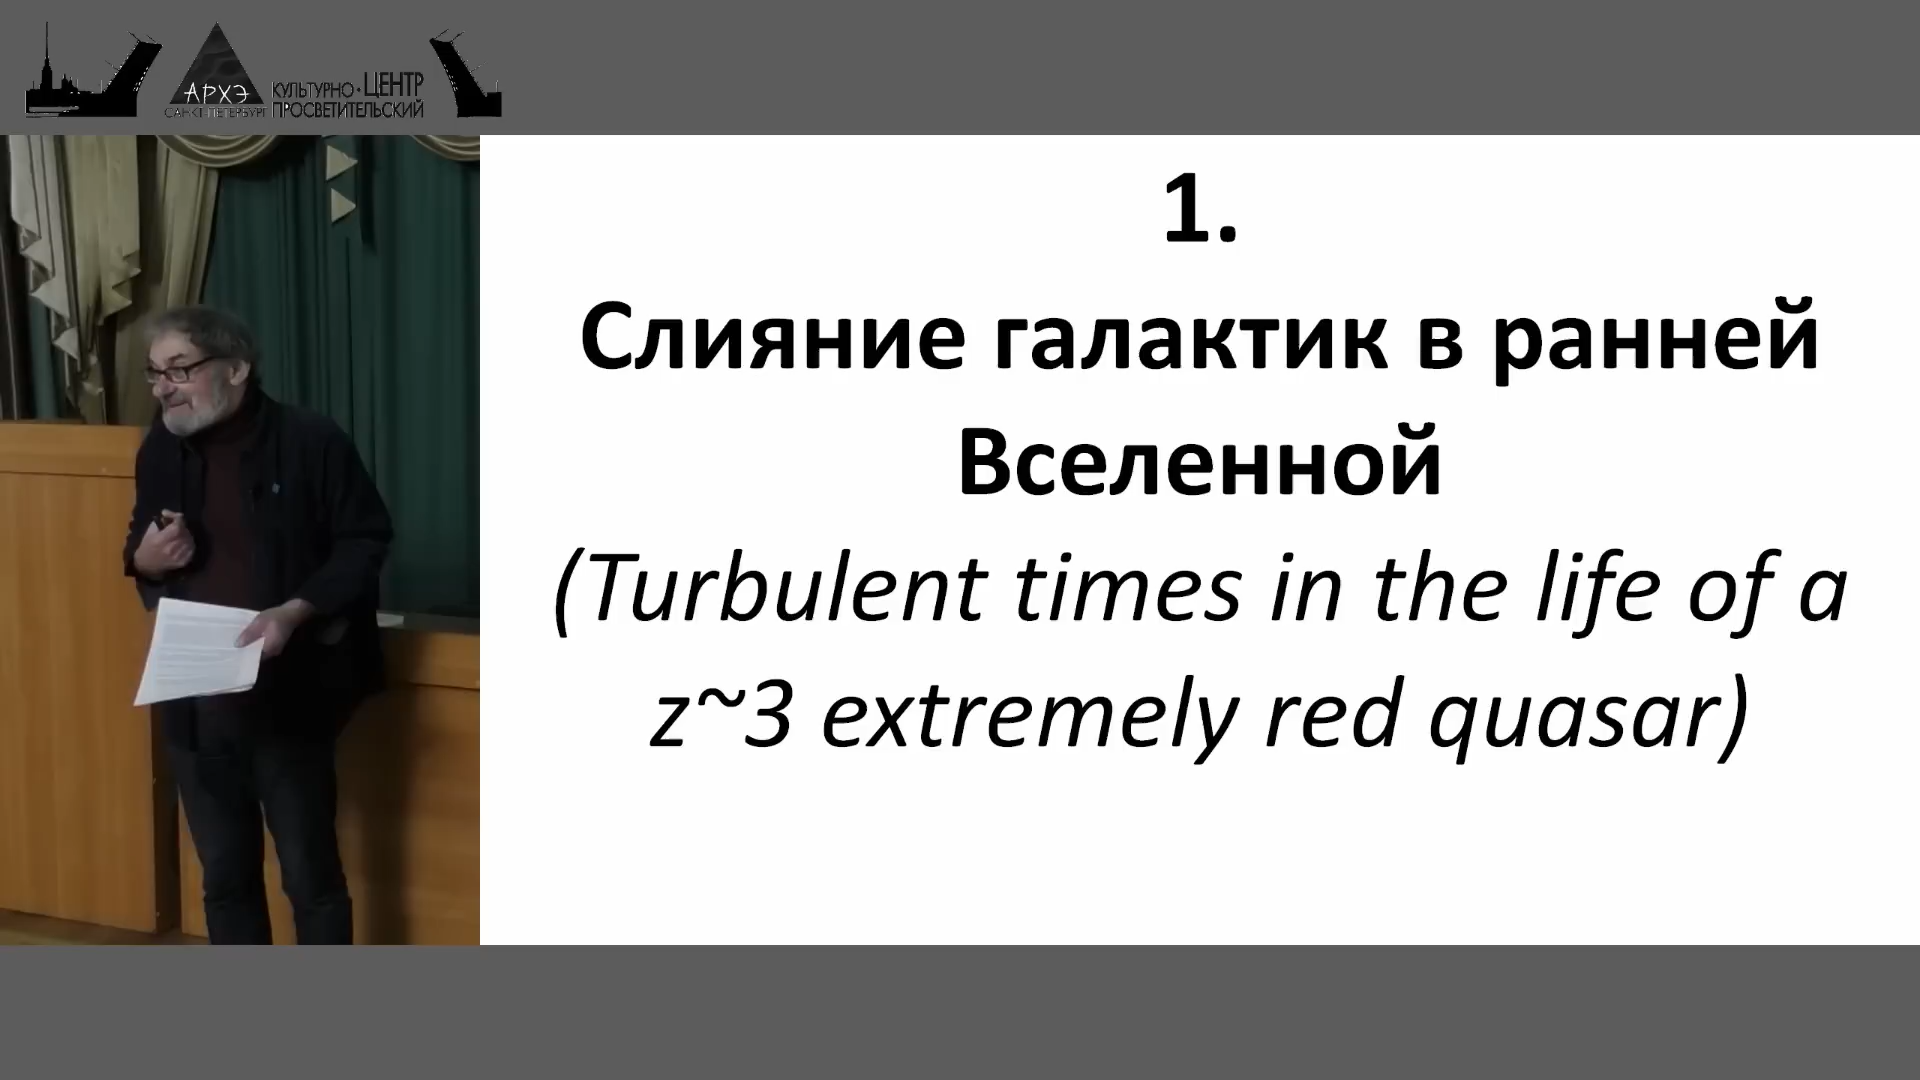 АРХЭ
САНКТ-ПЕТЕРБУРГ
КУЛЬТУРНО-ЦЕНТР
ПРОСВЕТИТЕЛЬСКИЙ
1.
Слияние галактик в ранней
Вселенной
(Turbulent times in the life of a
z~3 extremely red quasar)